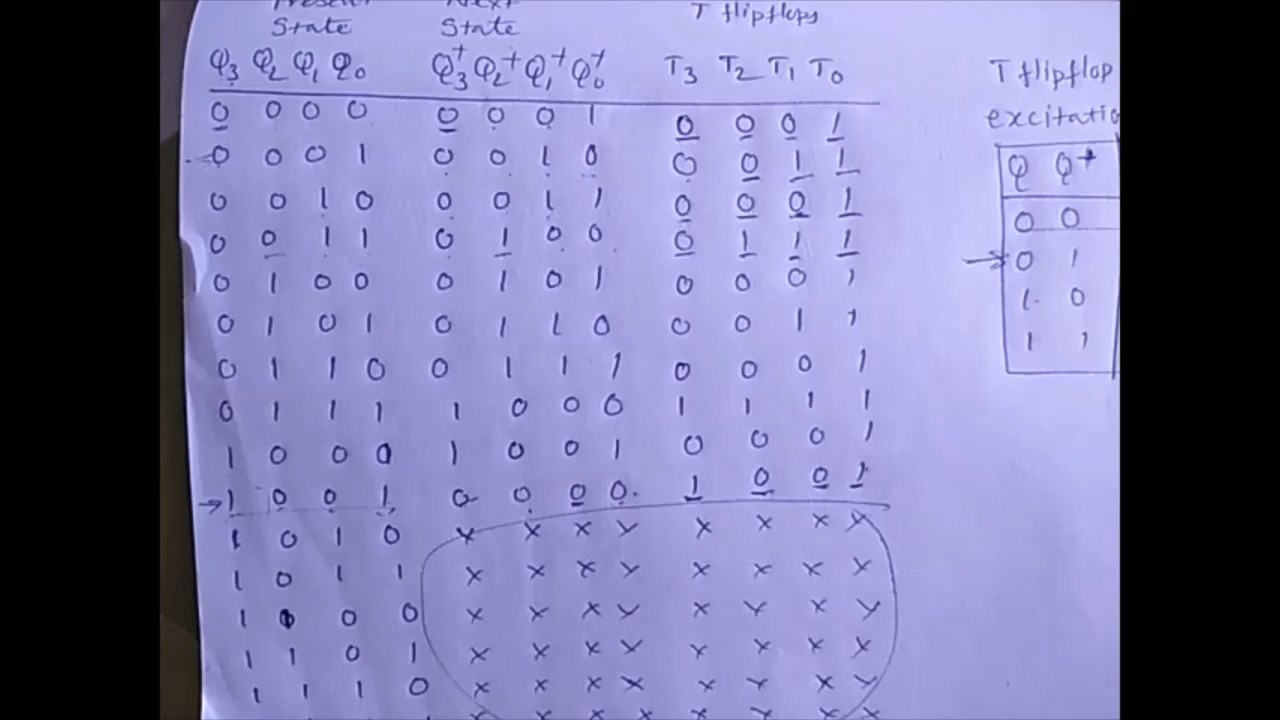 Present Next T flipflops
State State
Q3 Q2 Q1 Q0 Q3+ Q2+ Q1+ Q0+ T3 T2 T1 T0 T flipflop
0 0 0 0 0 0 0 1 0 0 0 1 excitatio
0 0 0 1 0 0 1 0 0 0 1 1 Q Q+
0 0 1 0 0 0 1 1 0 0 0 1 0 0
0 0 1 1 0 1 0 0 0 1 1 1 → 0 1
0 1 0 0 0 1 0 1 0 0 0 1 1 0
0 1 0 1 0 1 1 0 0 0 1 1 1 1
0 1 1 0 0 1 1 1 0 0 0 1
0 1 1 1 1 0 0 0 1 1 1 1
1 0 0 0 1 0 0 1 0 0 0 1
→ 1 0 0 1 0 0 0 0 1 0 0 1
1 0 1 0 x x x x x x x x
1 0 1 1 x x x x x x x x
1 1 0 0 x x x x x x x x
1 1 0 1 x x x x x x x x
1 1 1 0 x x x x x x x x
x x x x x x x x